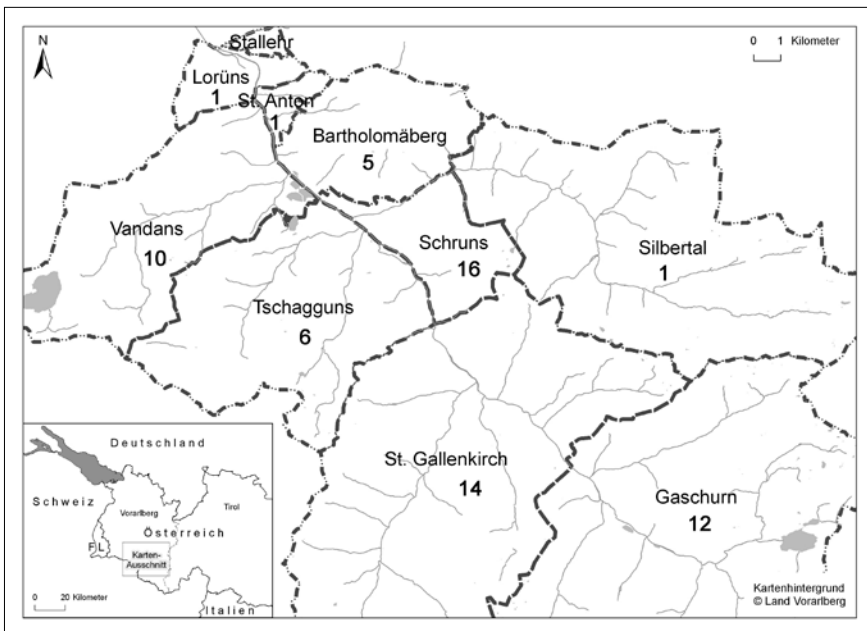 N
Stallehr
0 1 Kilometer
Lorüns
1
St. Anton
1
Bartholomäberg
5
Vandans
10
Schruns
16
Silbertal
1
Tschagguns
6
St. Gallenkirch
14
Gaschurn
12
Deutschland
Schweiz
Vorarlberg
Tirol
Österreich
FL
Karten-
Ausschnitt
0 20 Kilometer
Italien
Kartenhintergrund
© Land Vorarlberg